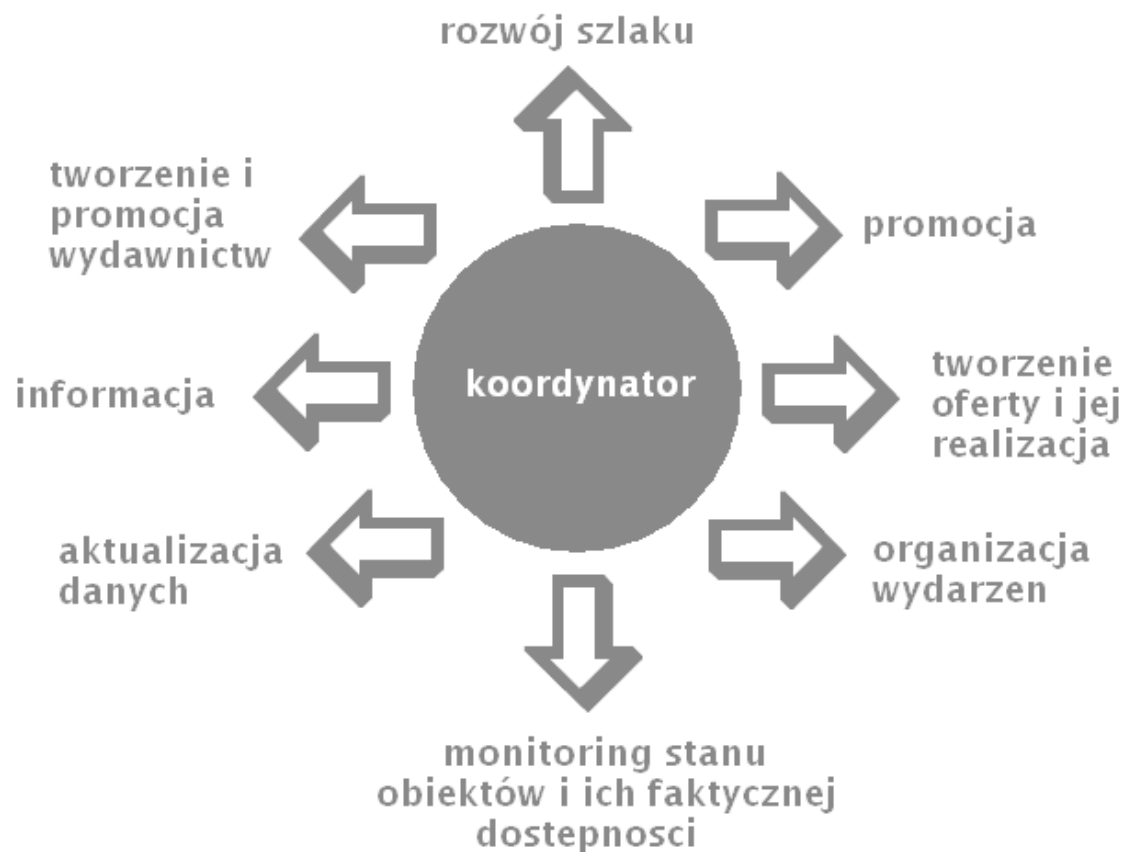 rozwój szlaku
tworzenie i
promocja
wydawnictw
promocja
informacja
koordynator
tworzenie
oferty i jej
realizacja
aktualizacja
danych
organizacja
wydarzen
monitoring stanu
obiektów i ich faktycznej
dostepnosci